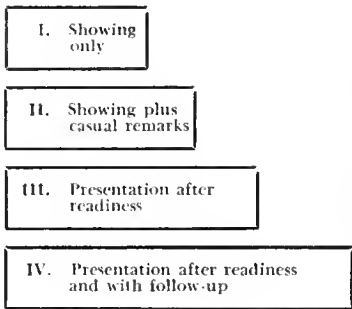 I. Showing
only
II. Showing plus
casual remarks
III. Presentation after
readiness
IV. Presentation after readiness
and with follow-up